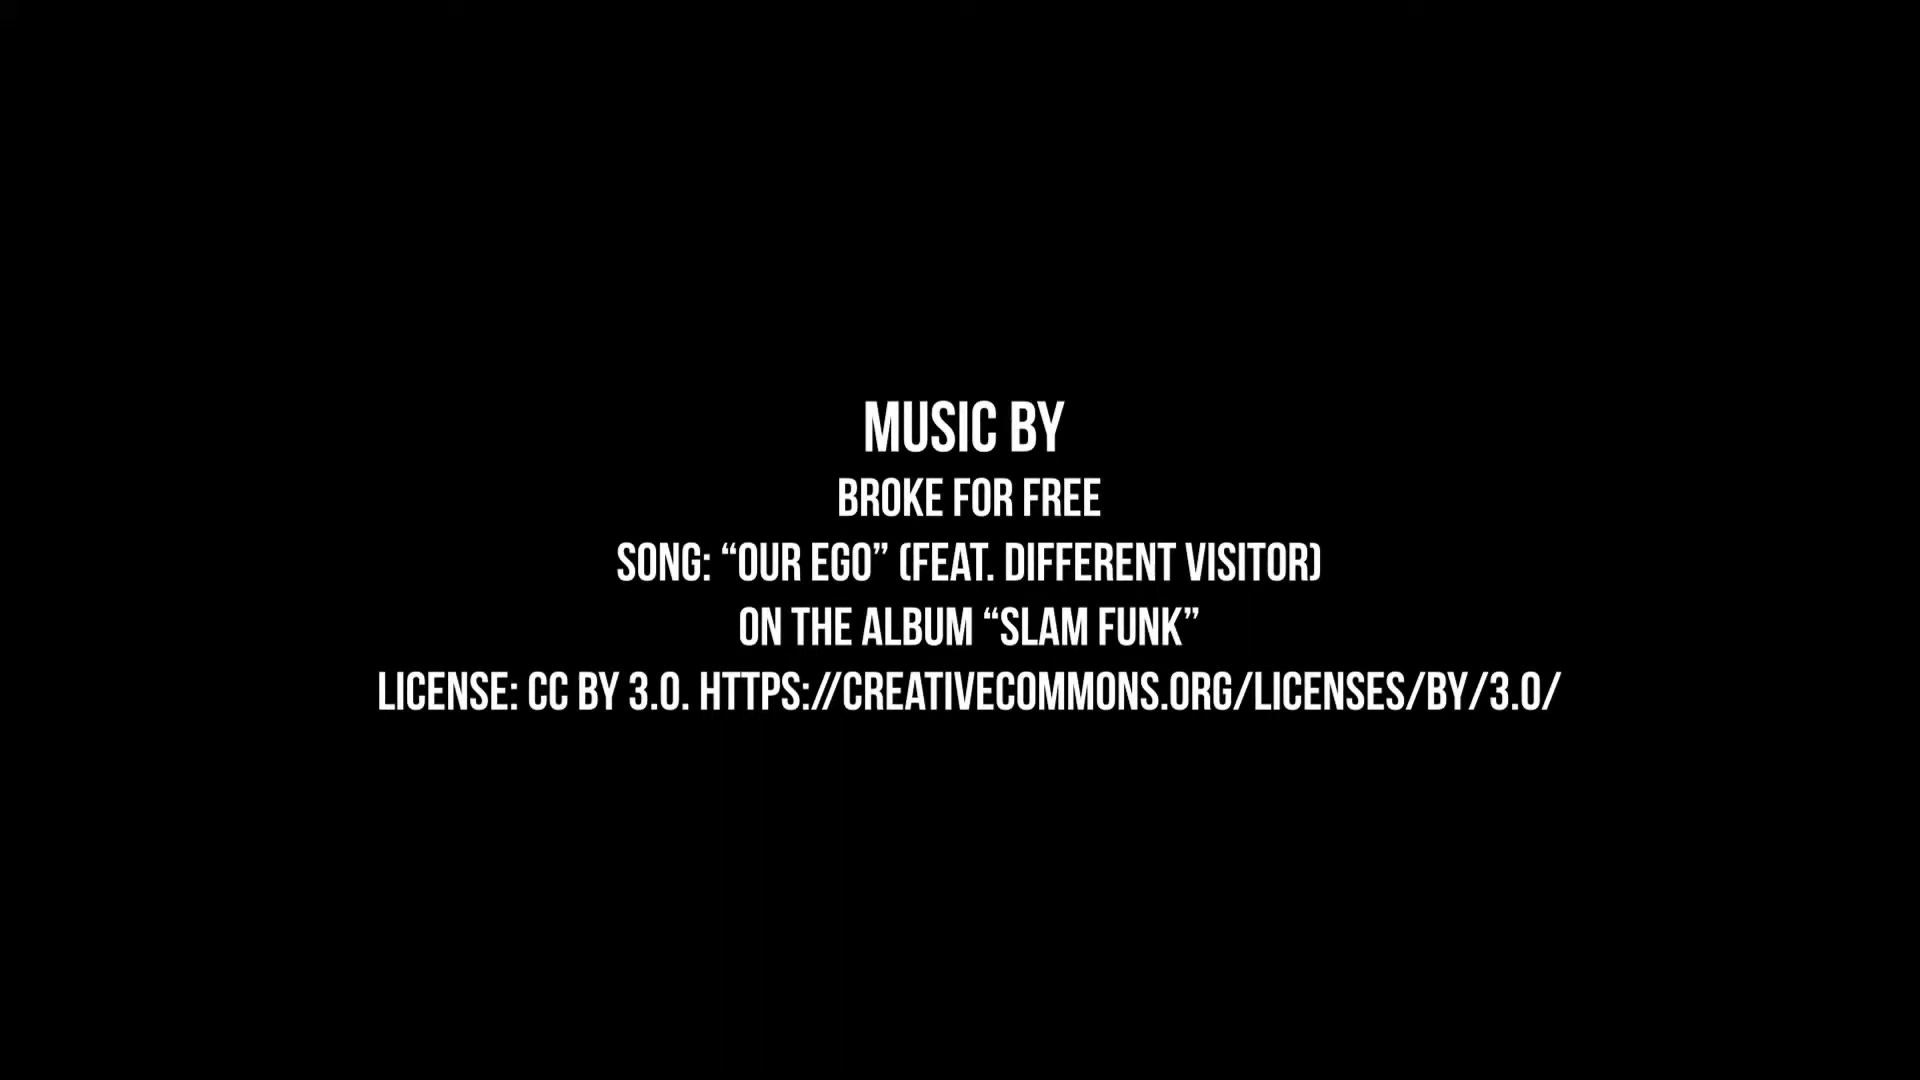 MUSIC BY
BROKE FOR FREE
SONG: “OUR EGO” (FEAT. DIFFERENT VISITOR)
ON THE ALBUM “SLAM FUNK”
LICENSE: CC BY 3.0. HTTPS://CREATIVECOMMONS.ORG/LICENSES/BY/3.0/